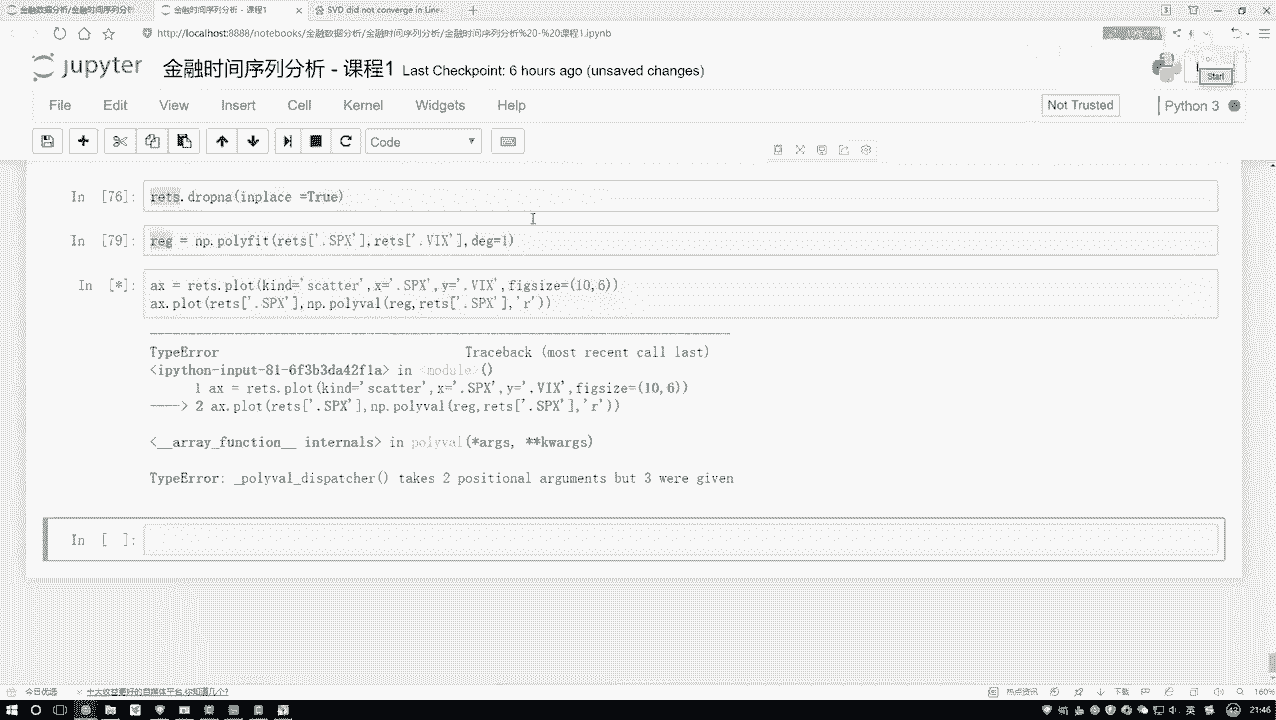 金融数据分析/金融时间序列分析
金融时间序列分析 - 课程1
SVD did not converge in Line
http://localhost:8888/notebooks/金融数据分析/金融时间序列分析/金融时间序列分析%20-%20课程1.ipynb
jupyter 金融时间序列分析 - 课程1 Last Checkpoint: 6 hours ago (unsaved changes)
Start
File Edit View Insert Cell Kernel Widgets Help Not Trusted Python 3
Code
In [76]: rets.dropna(inplace =True)
In [79]: reg = np.polyfit(rets['.SPX'],rets['.VIX'],deg=1)
In [*]: ax = rets.plot(kind='scatter',x='.SPX',y='.VIX',figsize=(10,6))
ax.plot(rets['.SPX'],np.polyval(reg,rets['.SPX'],'r'))
TypeError Traceback (most recent call last)
<ipython-input-81-6f3b3da42f1a> in <module>()
1 ax = rets.plot(kind='scatter',x='.SPX',y='.VIX',figsize=(10,6))
----> 2 ax.plot(rets['.SPX'],np.polyval(reg,rets['.SPX'],'r'))
<__array_function__ internals> in polyval(*args, **kwargs)
TypeError: _polyval_dispatcher() takes 2 positional arguments but 3 were given
In [ ]:
今日优选
十大收益更好的自媒体平台,你知道几个?
热点资讯
下载
160%
英
21:46